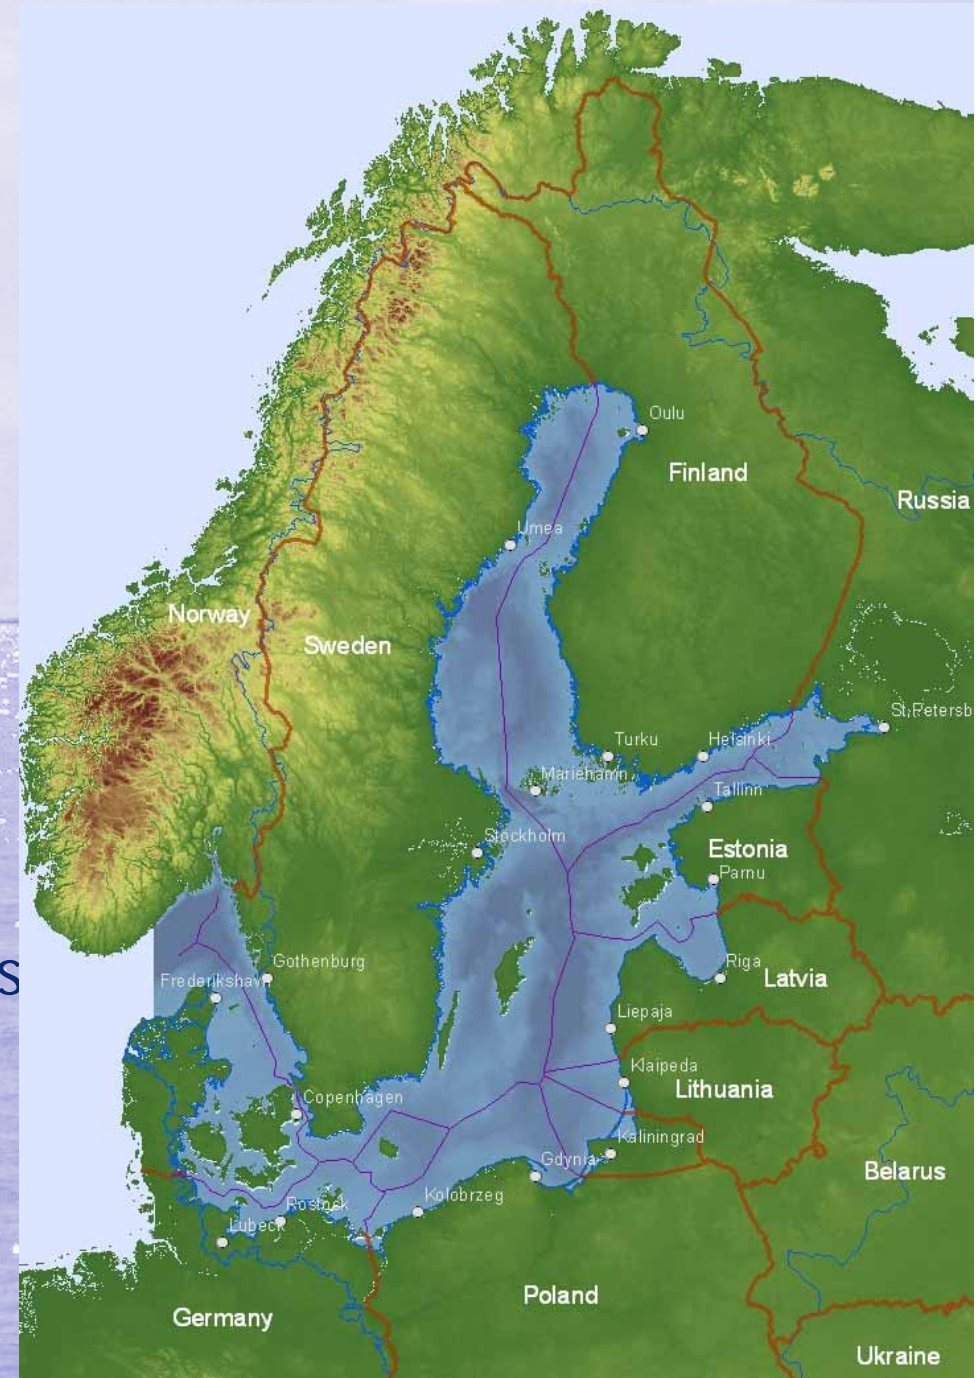 Oulu
Finland
Russia
Umea
Norway
Sweden
St.Petersb
Turku
Helsinki
Mariehamn
Tallinn
Stockholm
Estonia
Parnu
Gothenburg
Riga
Latvia
S
Frederikshavn
Liepaja
Klaipeda
Lithuania
Copenhagen
Kaliningrad
Gdynia
Belarus
Kolobrzeg
Rostock
Lubeck
Poland
Germany
Ukraine